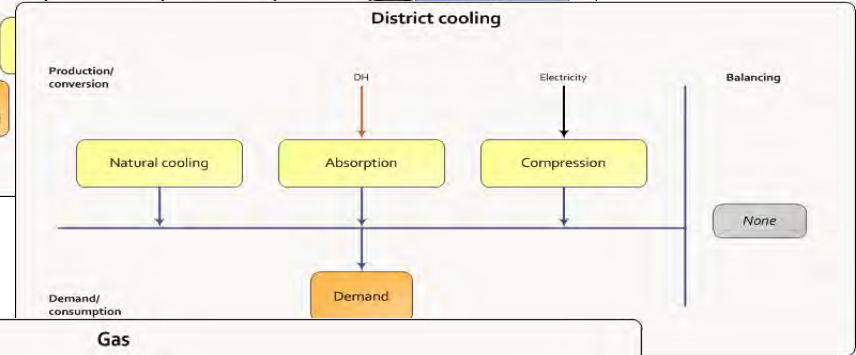 District cooling
Production/
conversion
DH
Electricity
Balancing
Natural cooling
Absorption
Compression
None
Demand
Demand/
consumption
Gas